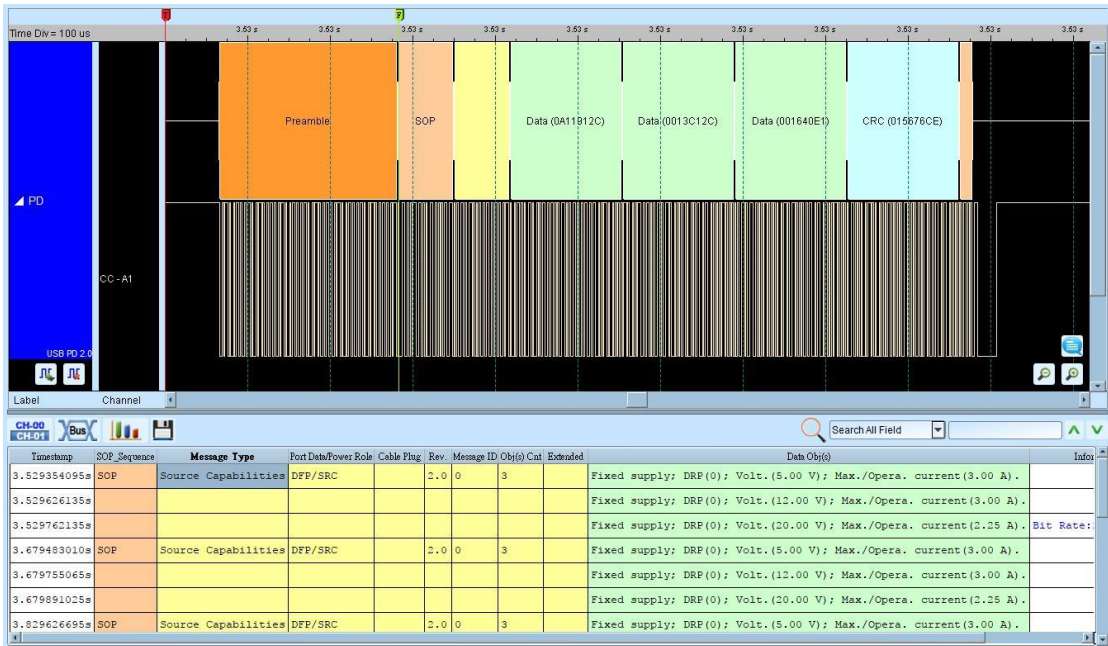 T F
Time Div = 100 us 3.53 s 3.53 s 3.53 s 3.53 s 3.53 s 3.53 s 3.53 s 3.53 s 3.53 s 3.53 s 3.53 s
Preamble SOP Data (0A11912C) Data (0013C12C) Data (001640E1) CRC (015676CE)
PD
CC - A1
USB PD 2.0
Label Channel
CH-00
CH-01 Bus Search All Field
Timestamp SOP_Sequence Message Type Port Data/Power Role Cable Plug Rev. Message ID Obj(s) Cnt Extended Data Obj(s) Infor
3.529354095s SOP Source Capabilities DFP/SRC 2.0 0 3 Fixed supply; DRP(0); Volt.(5.00 V); Max./Opera. current(3.00 A).
3.529626135s Fixed supply; DRP(0); Volt.(12.00 V); Max./Opera. current(3.00 A).
3.529762135s Fixed supply; DRP(0); Volt.(20.00 V); Max./Opera. current(2.25 A). Bit Rate:
3.679483010s SOP Source Capabilities DFP/SRC 2.0 0 3 Fixed supply; DRP(0); Volt.(5.00 V); Max./Opera. current(3.00 A).
3.679755065s Fixed supply; DRP(0); Volt.(12.00 V); Max./Opera. current(3.00 A).
3.679891025s Fixed supply; DRP(0); Volt.(20.00 V); Max./Opera. current(2.25 A).
3.829626695s SOP Source Capabilities DFP/SRC 2.0 0 3 Fixed supply; DRP(0); Volt.(5.00 V); Max./Opera. current(3.00 A).